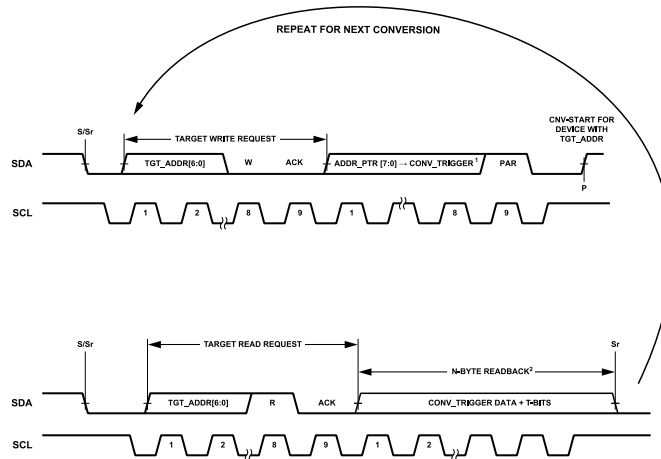 REPEAT FOR NEXT CONVERSION
CNV-START FOR
DEVICE WITH
TGT_ADDR
S/Sr
TARGET WRITE REQUEST
SDA
TGT_ADDR[6:0]
W
ACK
ADDR_PTR [7:0] → CONV_TRIGGER1
PAR
P
SCL
1
2
8
9
1
8
9
S/Sr
TARGET READ REQUEST
Sr
N-BYTE READBACK2
SDA
TGT_ADDR[6:0]
R
ACK
CONV_TRIGGER DATA + T-BITS
SCL
1
2
8
9
1
2